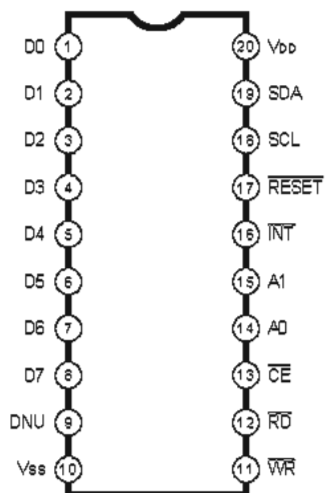 D0 1 20 VDD
D1 2 19 SDA
D2 3 18 SCL
D3 4 17 RESET
D4 5 16 INT
D5 6 15 A1
D6 7 14 A0
D7 8 13 CE
DNU 9 12 RD
Vss 10 11 WR